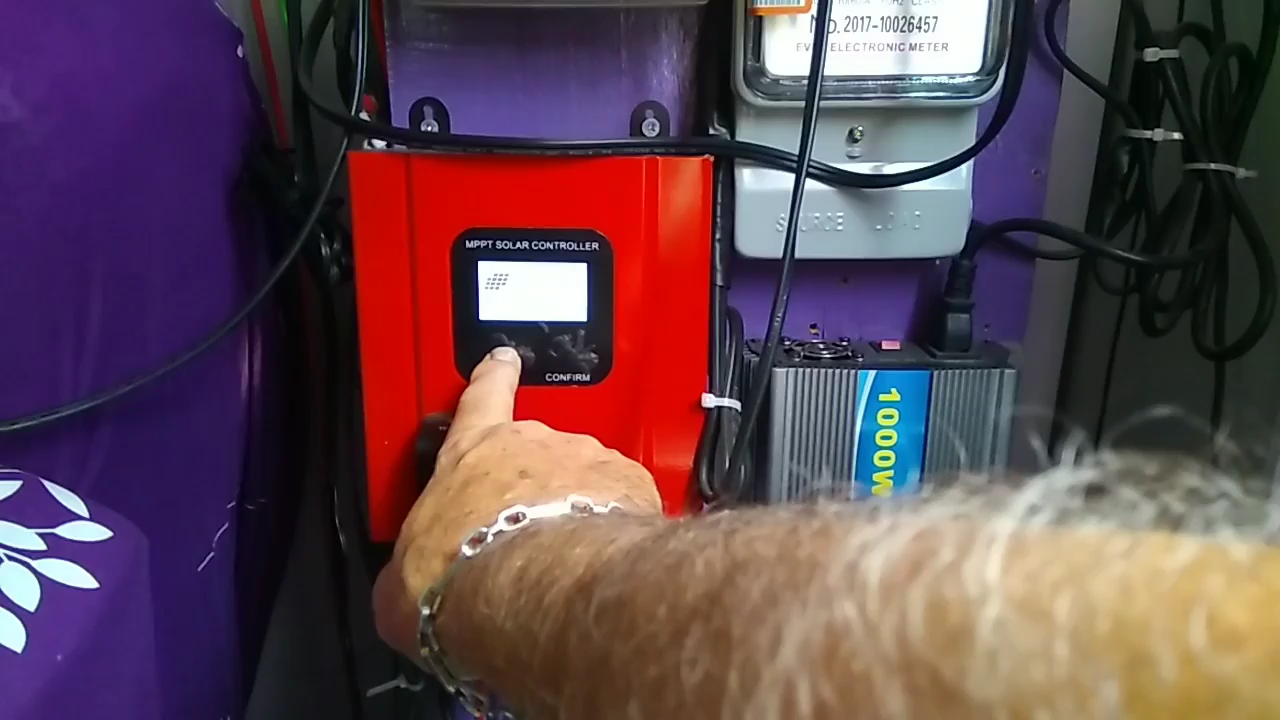 No. 2017-10026457
ELECTRONIC METER
SOURCE LOAD
MPPT SOLAR CONTROLLER
CONFIRM
1000W